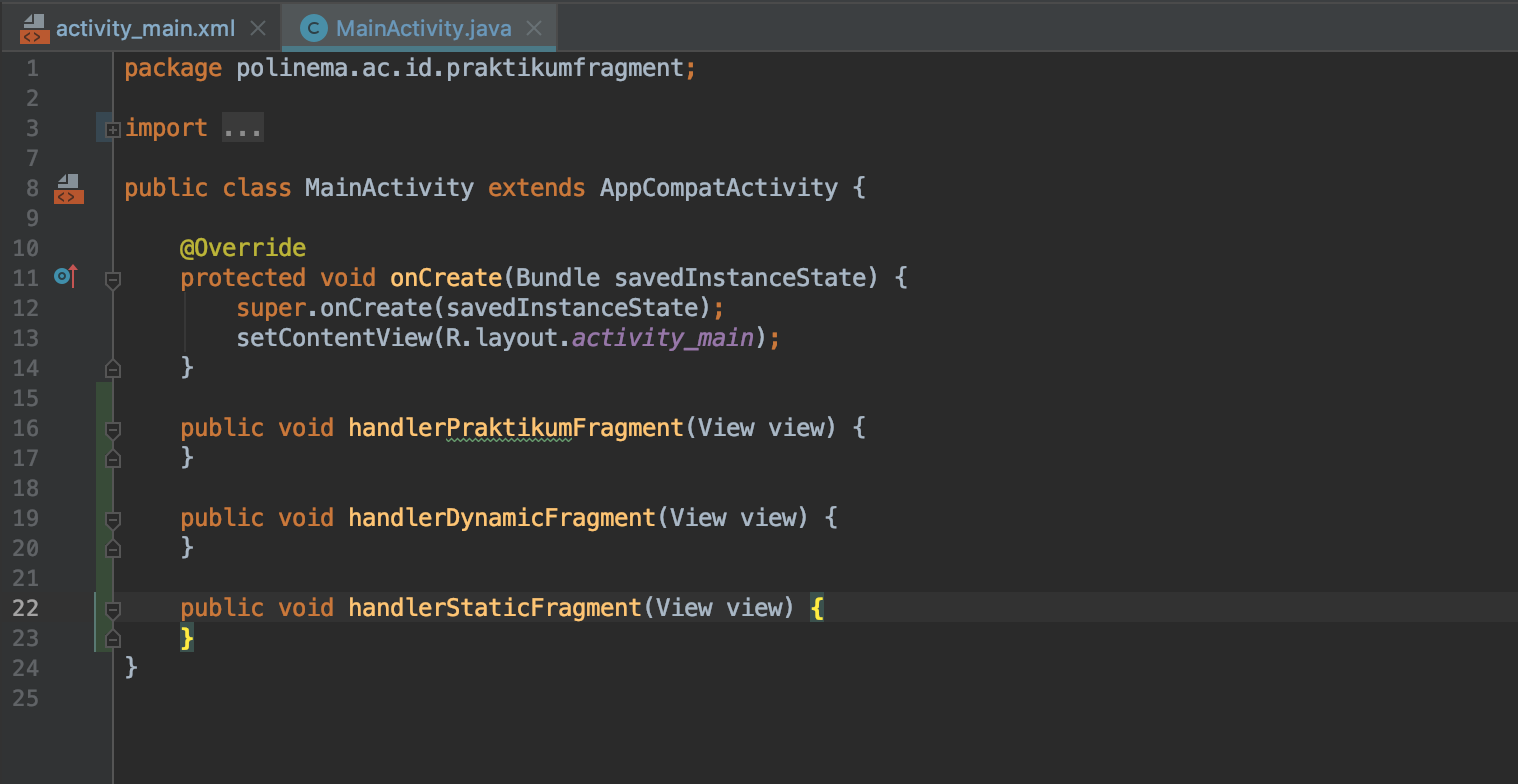 activity_main.xml MainActivity.java
1 package polinema.ac.id.praktikumfragment;
2
3 import ...
7
8 public class MainActivity extends AppCompatActivity {
9
10 @Override
11 protected void onCreate(Bundle savedInstanceState) {
12 super.onCreate(savedInstanceState);
13 setContentView(R.layout.activity_main);
14 }
15
16 public void handlerPraktikumFragment(View view) {
17 }
18
19 public void handlerDynamicFragment(View view) {
20 }
21
22 public void handlerStaticFragment(View view) {
23 }
24 }
25